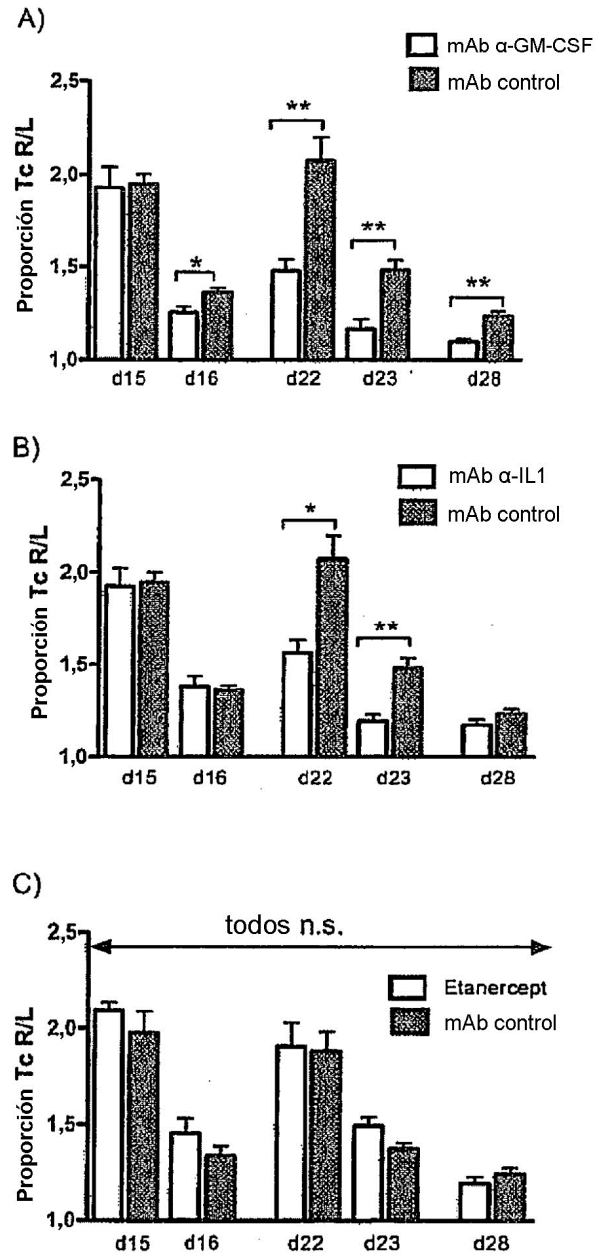 A)
mAb α-GM-CSF
mAb control
Proporción Tc R/L
2,5
2,0
1,5
1,0
*
**
**
**
d15 d16 d22 d23 d28
B)
mAb α-IL1
mAb control
Proporción Tc R/L
2,5
2,0
1,5
1,0
*
**
d15 d16 d22 d23 d28
C)
todos n.s.
Etanercept
mAb control
Proporción Tc R/L
2,5
2,0
1,5
1,0
d15 d16 d22 d23 d28